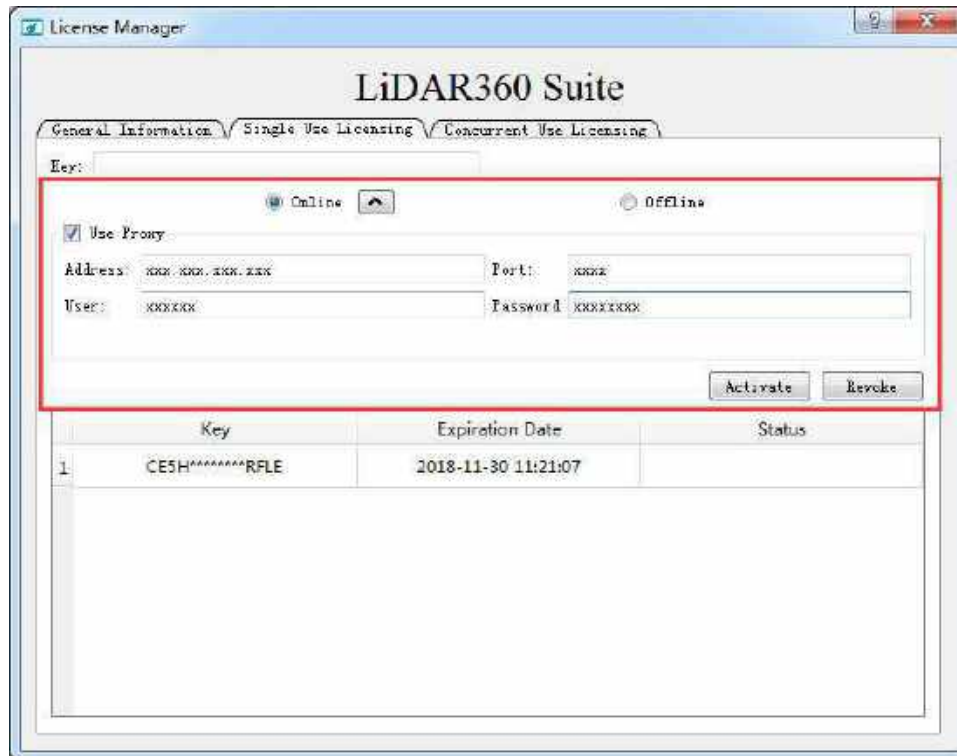 License Manager
LiDAR360 Suite
General Information Single Use Licensing Concurrent Use Licensing
Key:
Online Offline
Use Proxy
Address: xxx.xxx.xxx.xxx Port: xxxx
User: xxxxxx Password xxxxxxxx
Activate Revoke
Key Expiration Date Status
1 CE5H********RFLE 2018-11-30 11:21:07